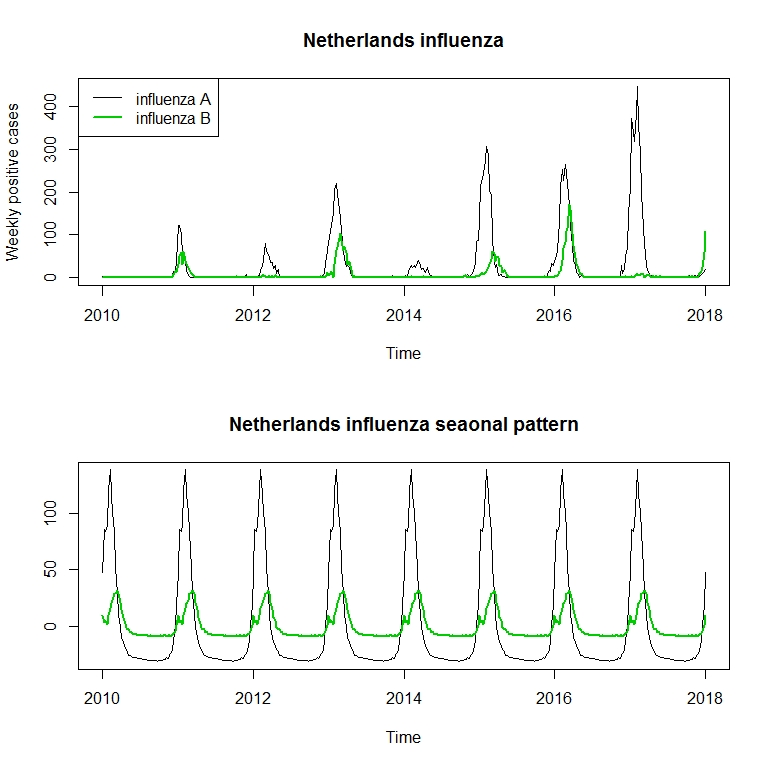 Netherlands influenza
influenza A
influenza B
Weekly positive cases
0
100
200
300
400
2010
2012
2014
2016
2018
Time
Netherlands influenza seaonal pattern
0
50
100
2010
2012
2014
2016
2018
Time